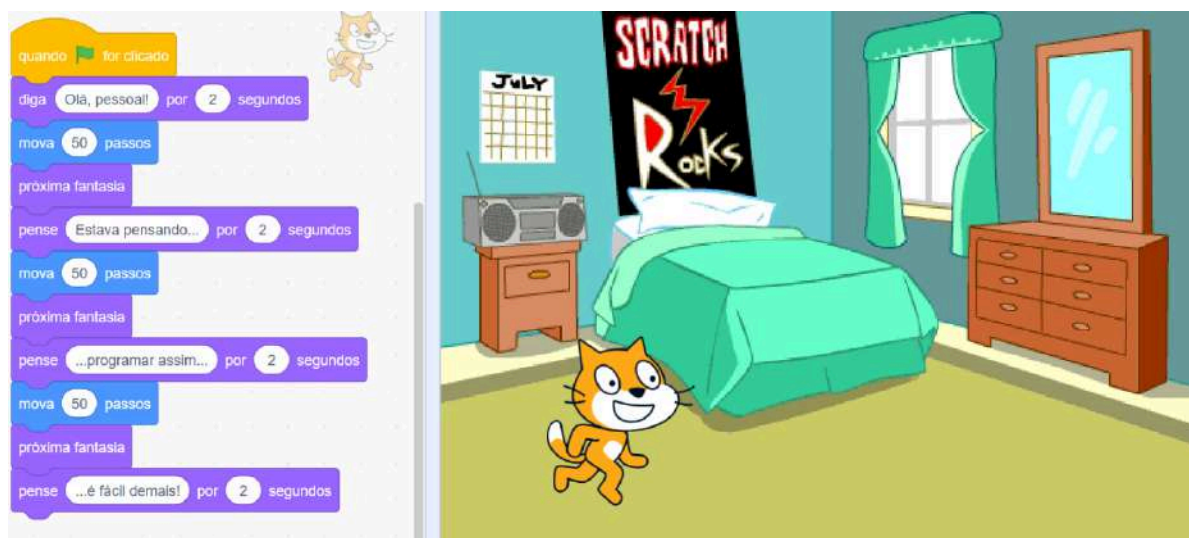 quando for clicado
diga Olá, pessoal! por 2 segundos
mova 50 passos
próxima fantasia
pense Estava pensando... por 2 segundos
mova 50 passos
próxima fantasia
pense ...programar assim... por 2 segundos
mova 50 passos
próxima fantasia
pense ...é fácil demais! por 2 segundos
JULY
SCRATCH
ROCKS